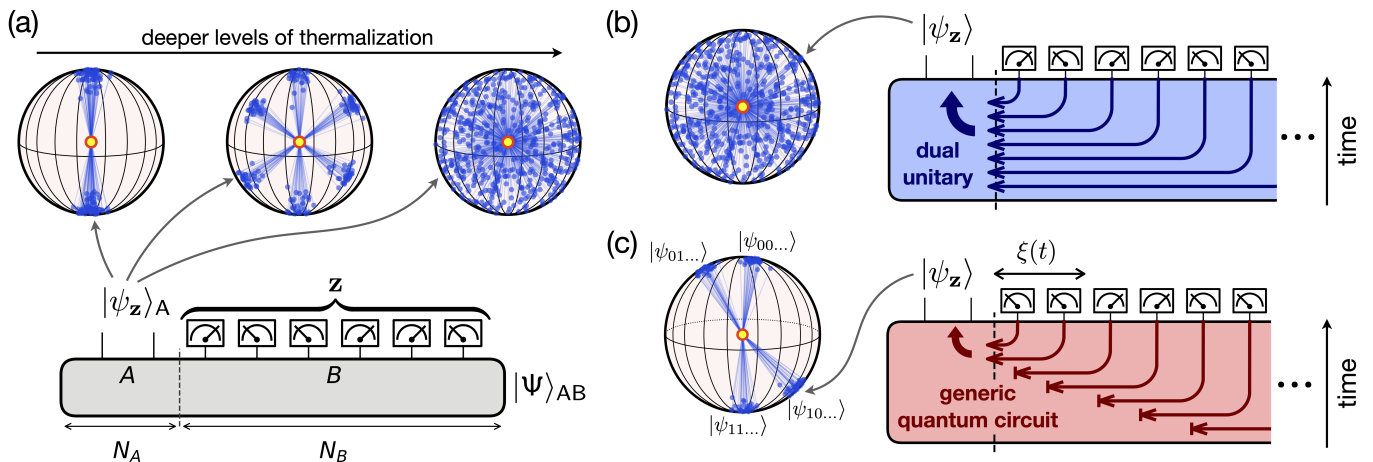 (a)
deeper levels of thermalization
|ψ_z⟩_A
z
A
B
|Ψ⟩_AB
N_A
N_B
(b)
|ψ_z⟩
dual
unitary
...
time
(c)
|ψ_01...⟩
|ψ_00...⟩
|ψ_10...⟩
|ψ_11...⟩
|ψ_z⟩
ξ(t)
generic
quantum circuit
...
time